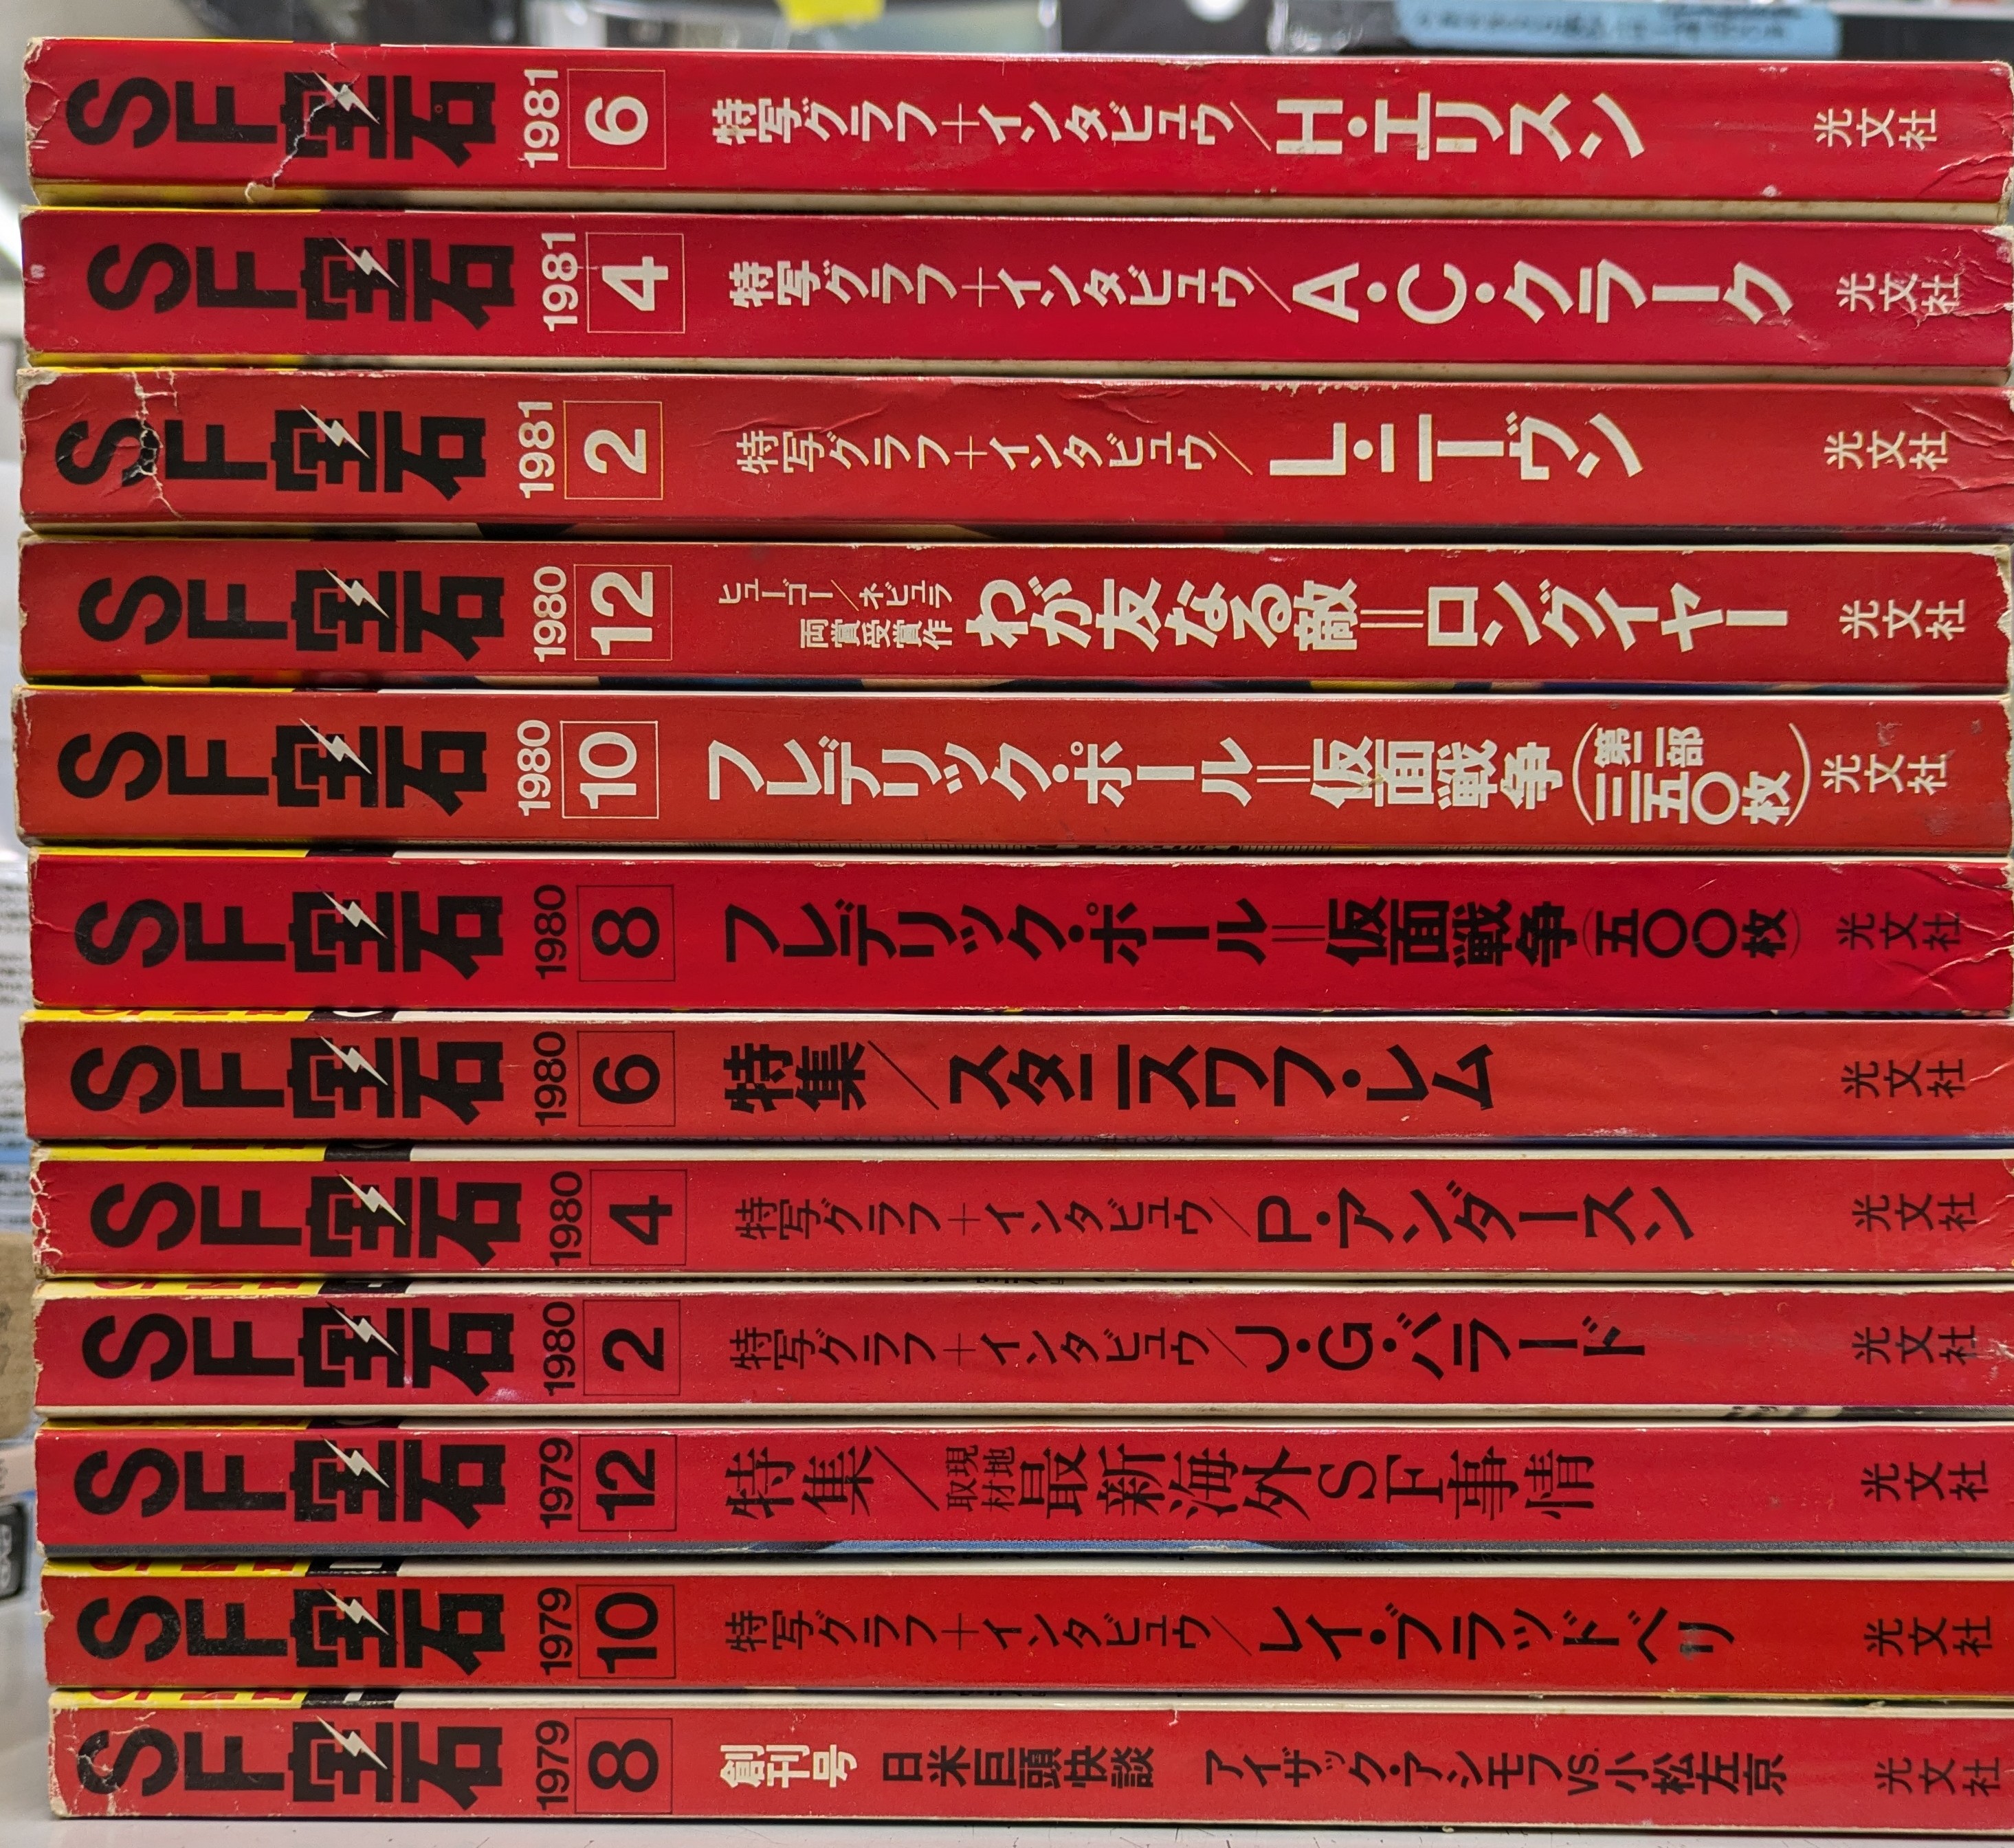 SF宝石 1981 6 特写グラフ+インタビュウ/H・エリスン 光文社
SF宝石 1981 4 特写グラフ+インタビュウ/A・C・クラーク 光文社
SF宝石 1981 2 特写グラフ+インタビュウ/L・ニーヴン 光文社
SF宝石 1980 12 ヒューゴー/ネビュラ
両賞受賞作 わが友なる敵=ロングイヤー 光文社
SF宝石 1980 10 フレデリック・ポール=仮面戦争(第二部
三五〇枚) 光文社
SF宝石 1980 8 フレデリック・ポール=仮面戦争(五〇〇枚) 光文社
SF宝石 1980 6 特集/スタニスワフ・レム 光文社
SF宝石 1980 4 特写グラフ+インタビュウ/P・アンダースン 光文社
SF宝石 1980 2 特写グラフ+インタビュウ/J・G・バラード 光文社
SF宝石 1979 12 特集/現地
取材 最新海外SF事情 光文社
SF宝石 1979 10 特写グラフ+インタビュウ/レイ・ブラッドベリ 光文社
SF宝石 1979 8 創刊号 日米巨頭快談 アイザック・アシモフVS.小松左京 光文社